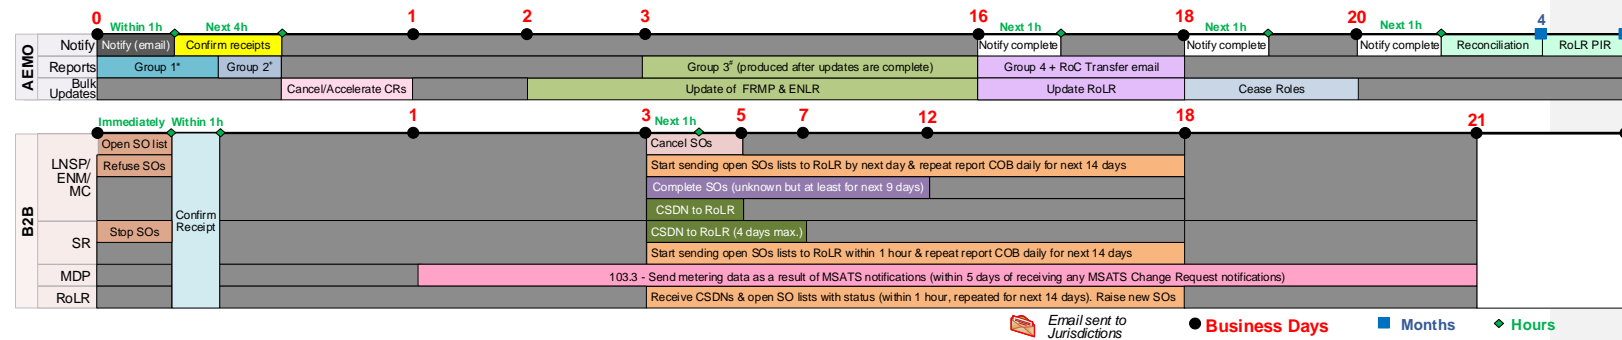 0
1
2
3
16
18
20
4
Within 1h
Next 4h
Next 1h
Next 1h
Next 1h
AEMO
Notify
Notify (email)
Confirm receipts
Notify complete
Notify complete
Notify complete
Reconciliation
RoLR PIR
Reports
Group 1*
Group 2*
Group 3# (produced after updates are complete)
Group 4 + RoC Transfer email
Bulk
Updates
Cancel/Accelerate CRs
Update of FRMP & ENLR
Update RoLR
Cease Roles
Immediately
Within 1h
1
3
Next 1h
5
7
12
18
21
B2B
LNSP/
ENM/
MC
Open SO list
Cancel SOs
Refuse SOs
Start sending open SOs lists to RoLR by next day & repeat report COB daily for next 14 days
Complete SOs (unknown but at least for next 9 days)
Confirm
Receipt
CSDN to RoLR
SR
Stop SOs
CSDN to RoLR (4 days max.)
Start sending open SOs lists to RoLR within 1 hour & repeat report COB daily for next 14 days
MDP
103.3 - Send metering data as a result of MSATS notifications (within 5 days of receiving any MSATS Change Request notifications)
RoLR
Receive CSDNs & open SO lists with status (within 1 hour, repeated for next 14 days). Raise new SOs
Email sent to
Jurisdictions
Business Days
Months
Hours